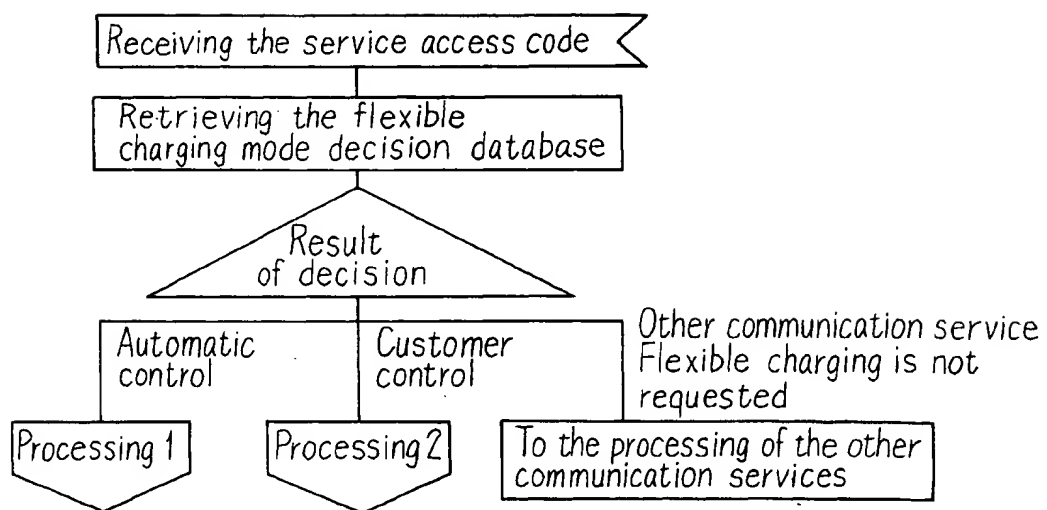 Receiving the service access code
Retrieving the flexible
charging mode decision database
Result
of decision
Automatic
control
Customer
control
Other communication service
Flexible charging is not
requested
Processing 1
Processing 2
To the processing of the other
communication services